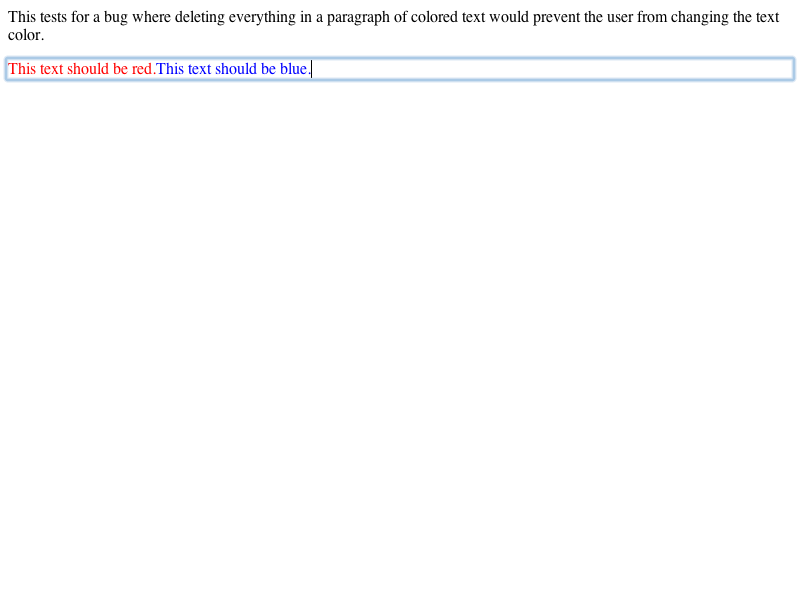 This tests for a bug where deleting everything in a paragraph of colored text would prevent the user from changing the text
color.
This text should be red.This text should be blue.